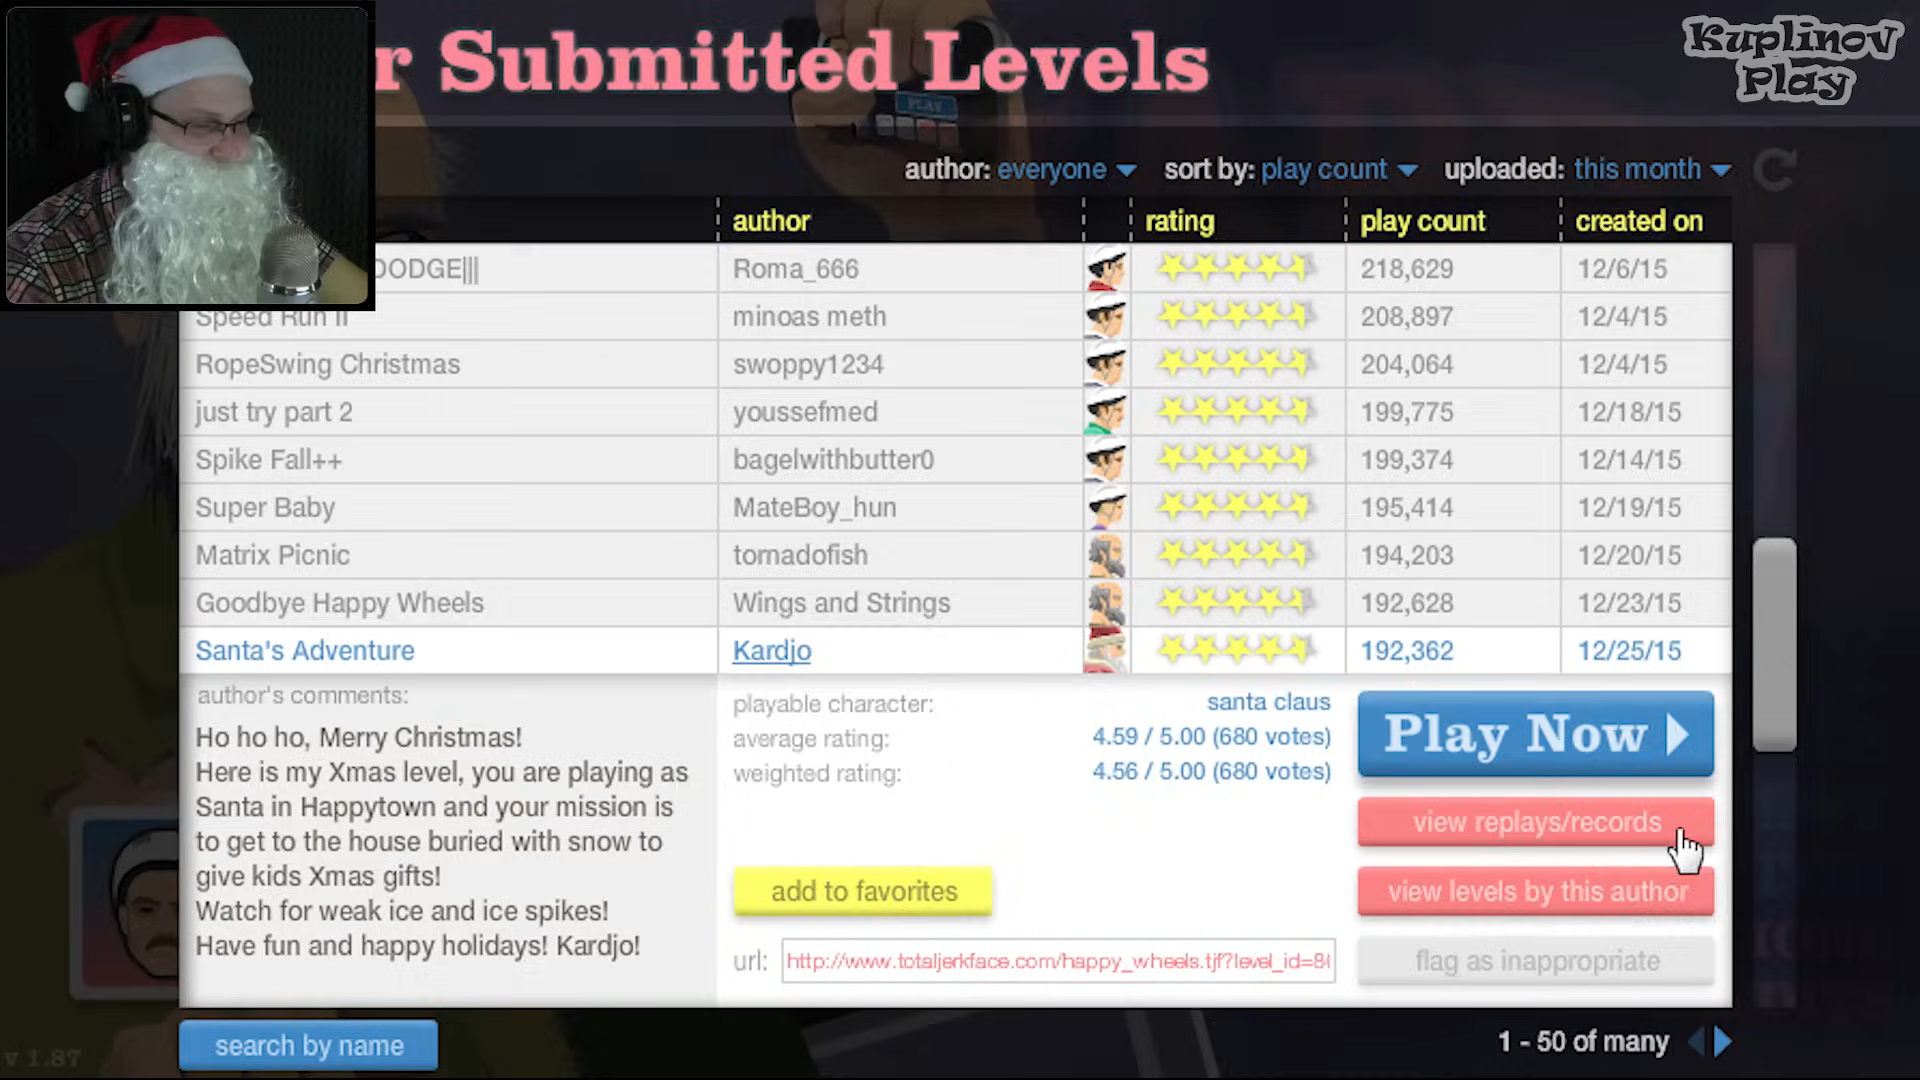 r Submitted Levels
Kuplinov
Play
PLAY
author: everyone sort by: play count uploaded: this month
author rating play count created on
DODGE||| Roma_666 218,629 12/6/15
Speed Run II minoas meth 208,897 12/4/15
RopeSwing Christmas swoppy1234 204,064 12/4/15
just try part 2 youssefmed 199,775 12/18/15
Spike Fall++ bagelwithbutter0 199,374 12/14/15
Super Baby MateBoy_hun 195,414 12/19/15
Matrix Picnic tornadofish 194,203 12/20/15
Goodbye Happy Wheels Wings and Strings 192,628 12/23/15
Santa's Adventure Kardjo 192,362 12/25/15
author's comments:
Ho ho ho, Merry Christmas!
Here is my Xmas level, you are playing as
Santa in Happytown and your mission is
to get to the house buried with snow to
give kids Xmas gifts!
Watch for weak ice and ice spikes!
Have fun and happy holidays! Kardjo!
playable character: santa claus
average rating: 4.59 / 5.00 (680 votes)
weighted rating: 4.56 / 5.00 (680 votes)
add to favorites
url: http://www.totaljerkface.com/happy_wheels.tjf?level_id=8
Play Now
view replays/records
view levels by this author
flag as inappropriate
search by name
1 - 50 of many
v 1.87